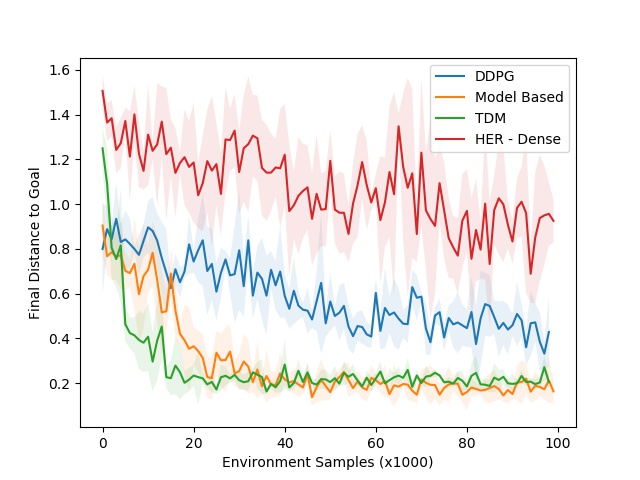 1.6
1.4
1.2
1.0
0.8
0.6
0.4
0.2
Final Distance to Goal
DDPG
Model Based
TDM
HER - Dense
0 20 40 60 80 100
Environment Samples (x1000)